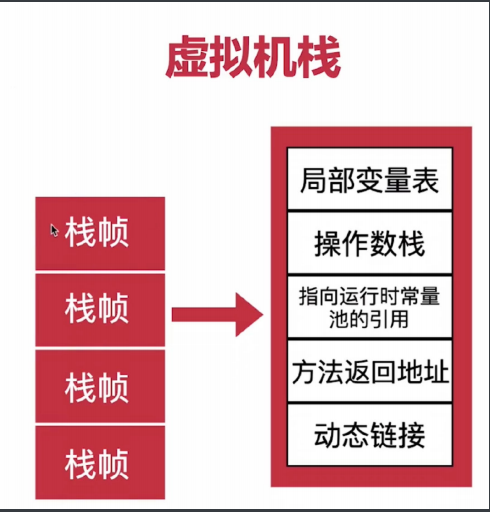 虚拟机栈
栈帧
栈帧
栈帧
栈帧
局部变量表
操作数栈
指向运行时常量
池的引用
方法返回地址
动态链接